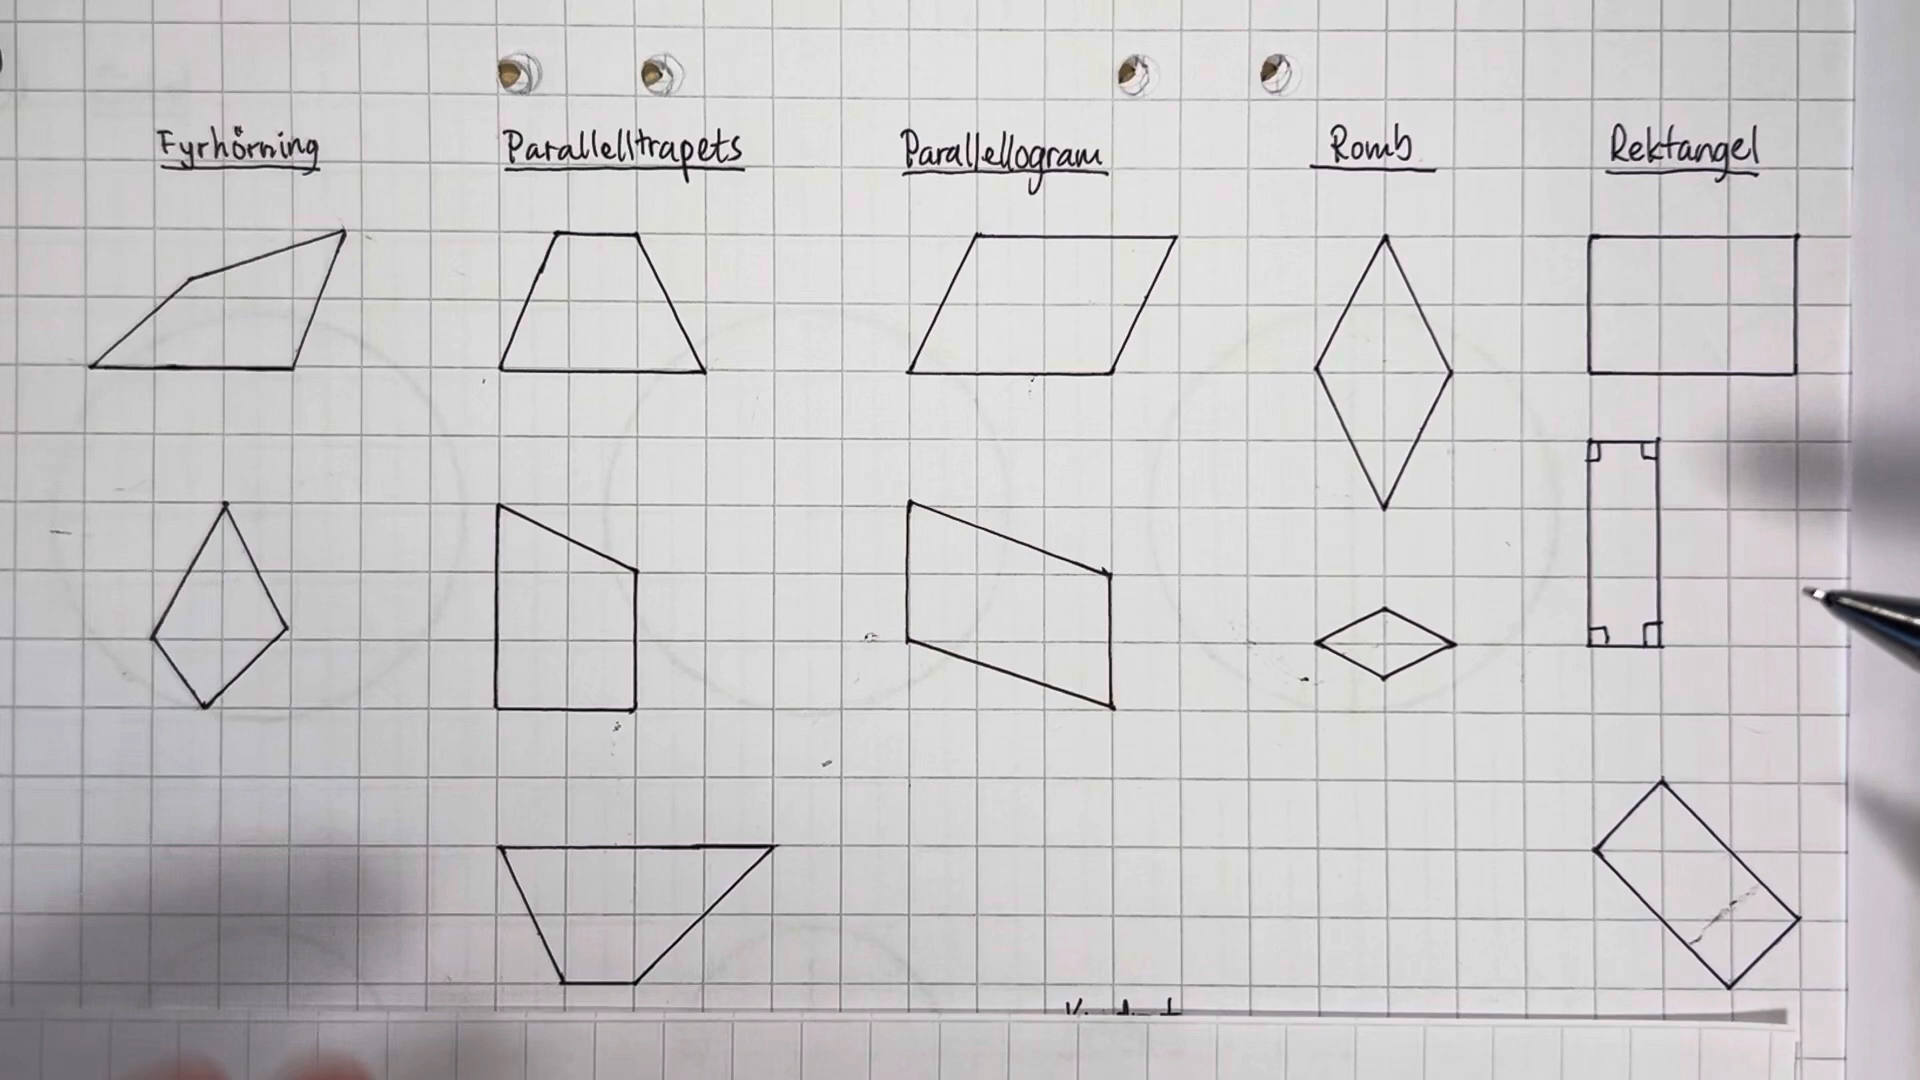 Fyrhörning
Parallelltrapets
Parallellogram
Romb
Rektangel